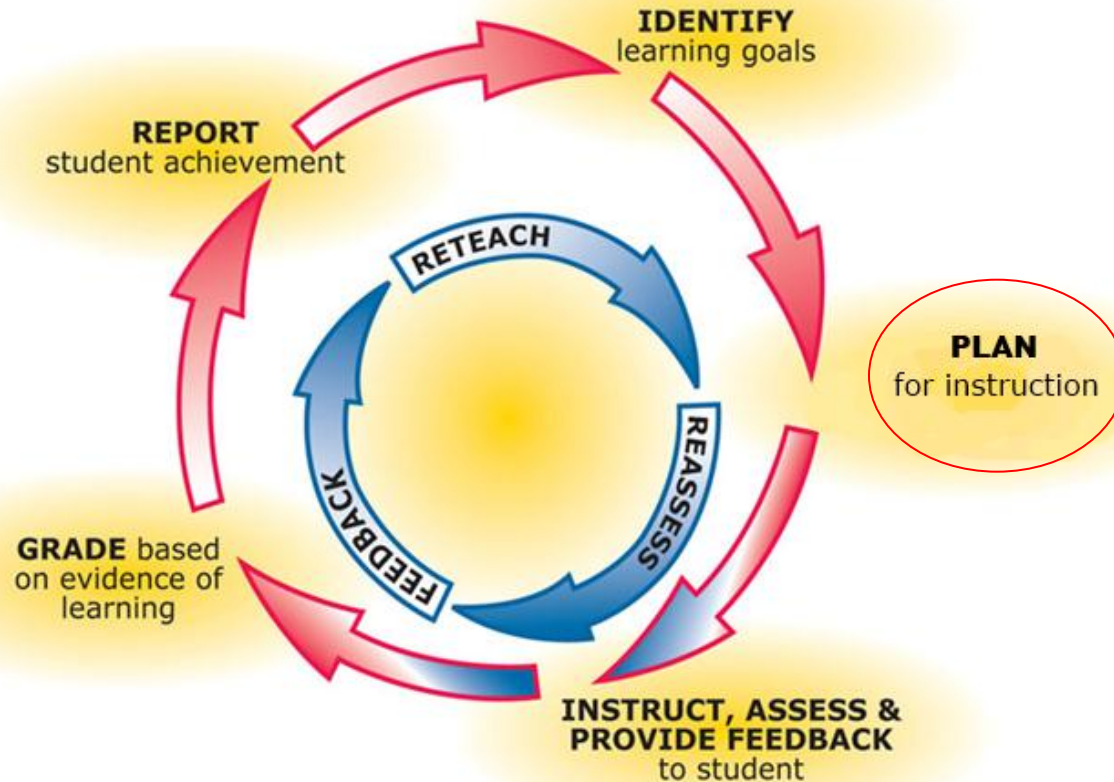 IDENTIFY
learning goals
REPORT
student achievement
RETEACH
PLAN
for instruction
REASSESS
FEEDBACK
GRADE based
on evidence of
learning
INSTRUCT, ASSESS &
PROVIDE FEEDBACK
to student